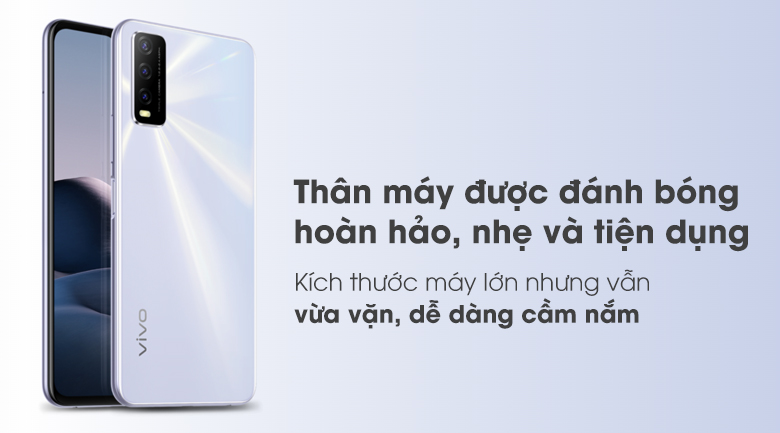 Thân máy được đánh bóng
hoàn hảo, nhẹ và tiện dụng
Kích thước máy lớn nhưng vẫn
vừa vặn, dễ dàng cầm nắm
vivo